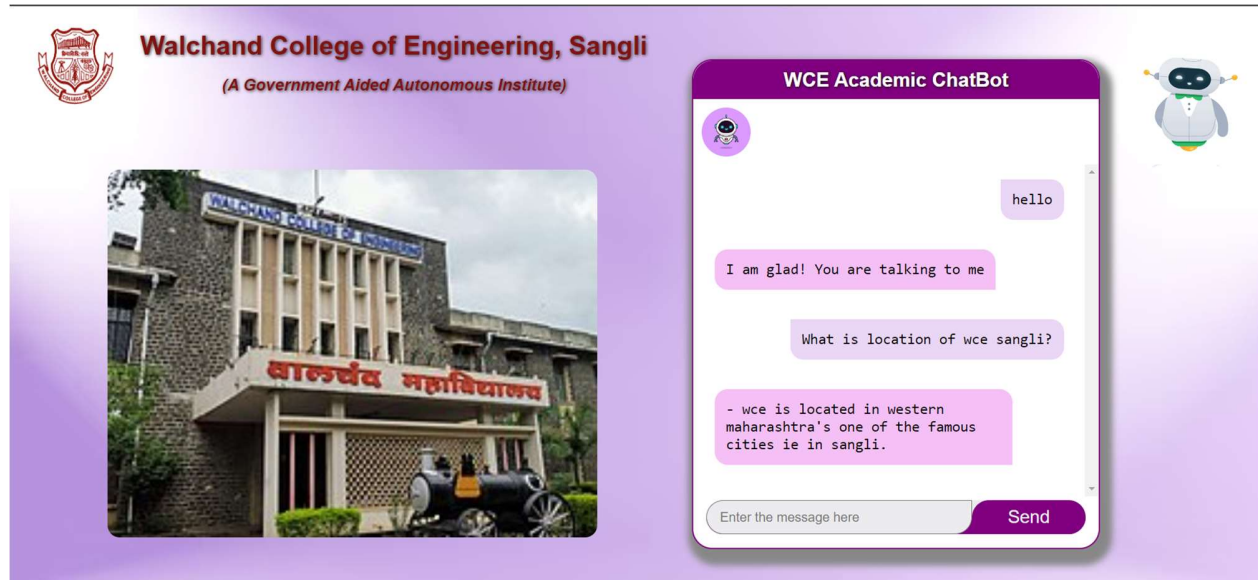 Walchand College of Engineering, Sangli
(A Government Aided Autonomous Institute)
WALCHAND COLLEGE OF ENGINEERING
वालचंद महाविद्यालय
WCE Academic ChatBot
hello
I am glad! You are talking to me
What is location of wce sangli?
- wce is located in western
maharashtra's one of the famous
cities ie in sangli.
Enter the message here
Send